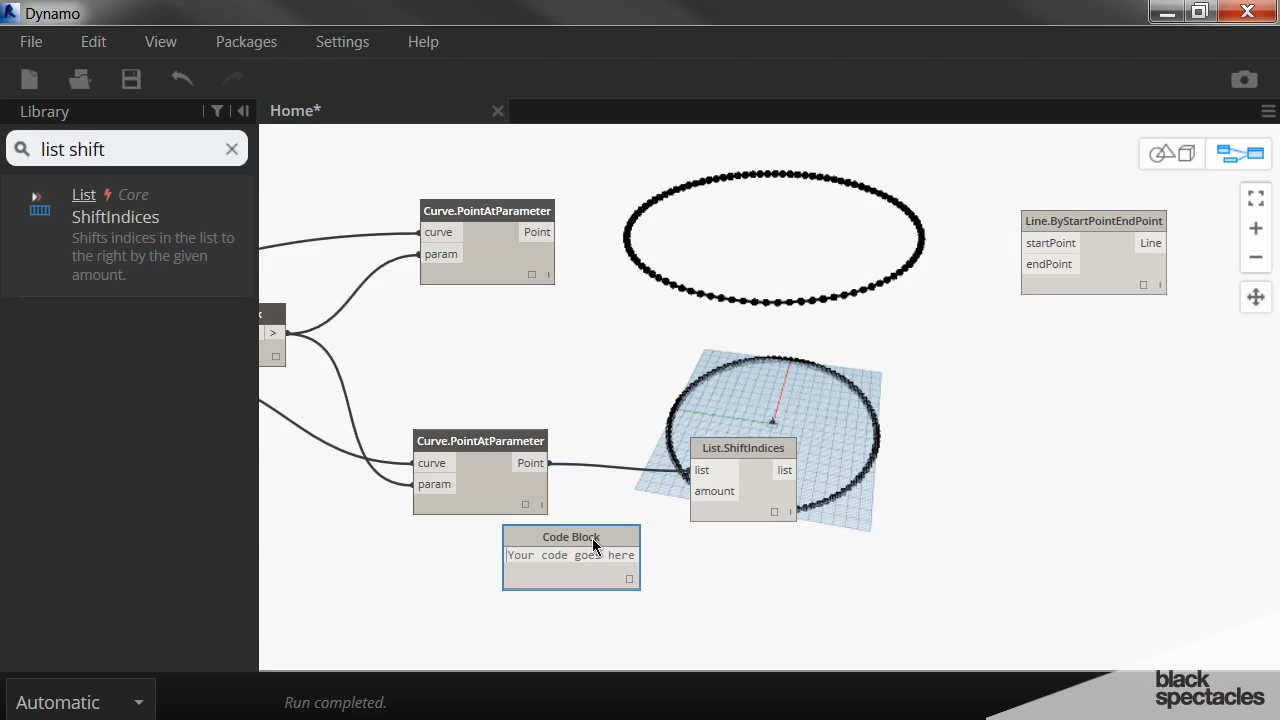 Dynamo
File Edit View Packages Settings Help
Library
Home*
list shift
List Core
ShiftIndices
Shifts indices in the list to
the right by the given
amount.
Curve.PointAtParameter
curve Point
param
Line.ByStartPointEndPoint
startPoint Line
endPoint
>
Curve.PointAtParameter
curve Point
param
List.ShiftIndices
list list
amount
Code Block
Your code goes here
Automatic
Run completed.
black
spectacles